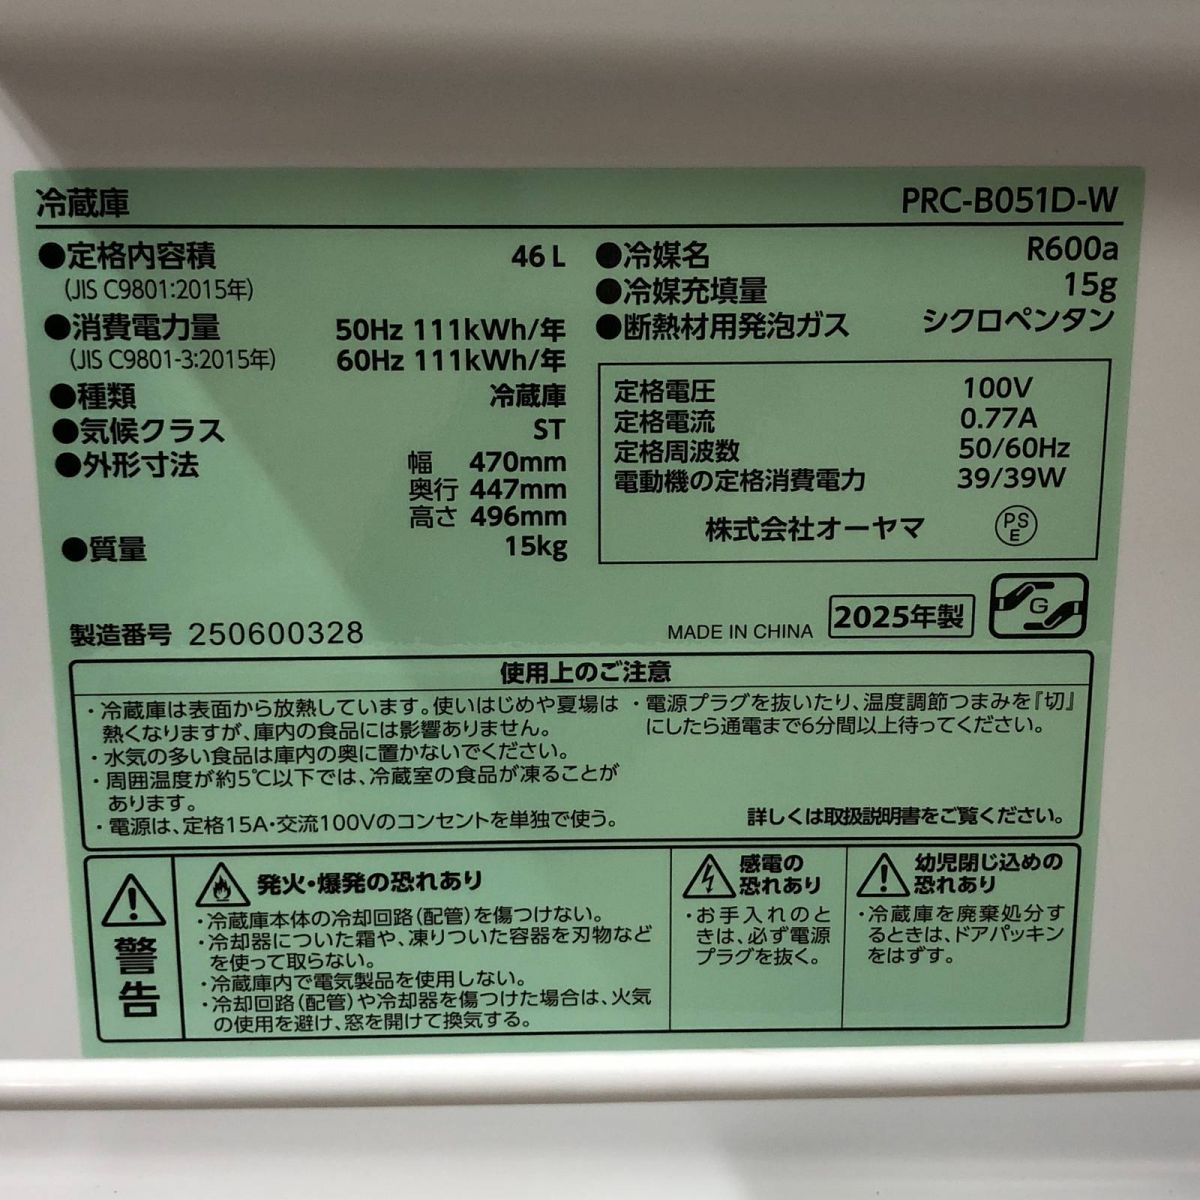 冷蔵庫 PRC-B051D-W
●定格内容積 46 L
(JIS C9801:2015年)
●消費電力量 50Hz 111kWh/年
(JIS C9801-3:2015年) 60Hz 111kWh/年
●種類 冷蔵庫
●気候クラス ST
●外形寸法 幅 470mm
奥行 447mm
高さ 496mm
●質量 15kg
●冷媒名 R600a
●冷媒充填量 15g
●断熱材用発泡ガス シクロペンタン
定格電圧 100V
定格電流 0.77A
定格周波数 50/60Hz
電動機の定格消費電力 39/39W
株式会社オーヤマ PS
E
製造番号 250600328
MADE IN CHINA 2025年製 G
使用上のご注意
・冷蔵庫は表面から放熱しています。使いはじめや夏場は
熱くなりますが、庫内の食品には影響ありません。
・水気の多い食品は庫内の奥に置かないでください。
・周囲温度が約5℃以下では、冷蔵室の食品が凍ることが
あります。
・電源は、定格15A・交流100Vのコンセントを単独で使う。
・電源プラグを抜いたり、温度調節つまみを『切』
にしたら通電まで6分間以上待ってください。
詳しくは取扱説明書をご覧ください。
警告
発火・爆発の恐れあり
・冷蔵庫本体の冷却回路(配管)を傷つけない。
・冷却器についた霜や、凍りついた容器を刃物など
を使って取らない。
・冷蔵庫内で電気製品を使用しない。
・冷却回路(配管)や冷却器を傷つけた場合は、火気
の使用を避け、窓を開けて換気する。
感電の
恐れあり
・お手入れのと
きは、必ず電源
プラグを抜く。
幼児閉じ込めの
恐れあり
・冷蔵庫を廃棄処分す
るときは、ドアパッキン
をはずす。